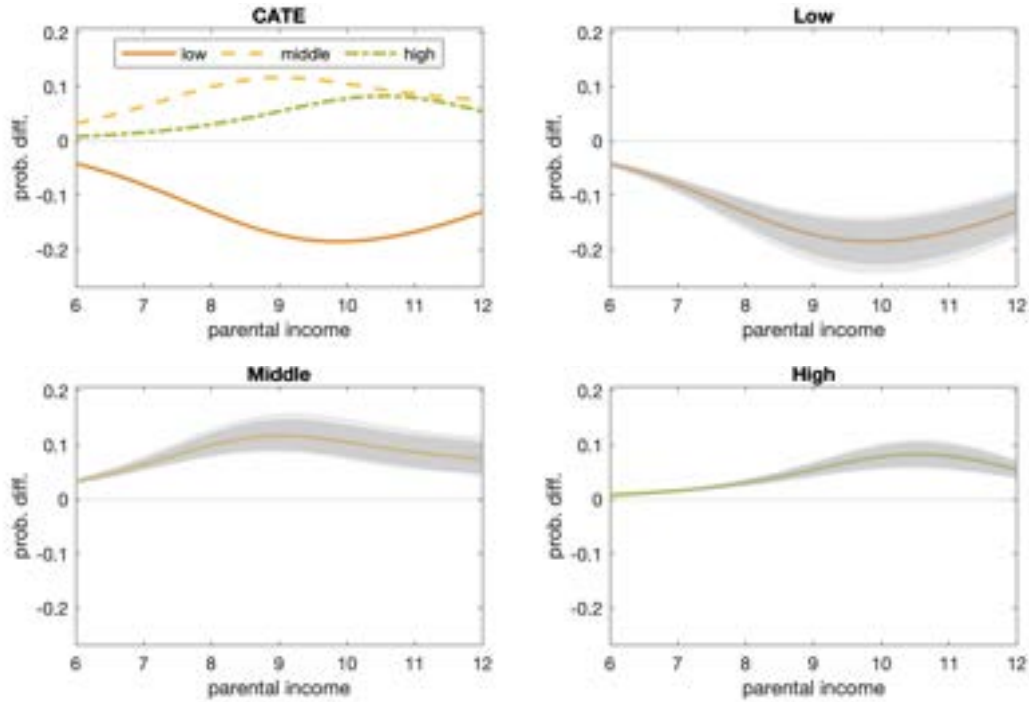 CATE
low middle high
prob. diff.
0.2
0.1
0
-0.1
-0.2
6 7 8 9 10 11 12
parental income
Low
prob. diff.
0.2
0.1
0
-0.1
-0.2
6 7 8 9 10 11 12
parental income
Middle
prob. diff.
0.2
0.1
0
-0.1
-0.2
6 7 8 9 10 11 12
parental income
High
prob. diff.
0.2
0.1
0
-0.1
-0.2
6 7 8 9 10 11 12
parental income